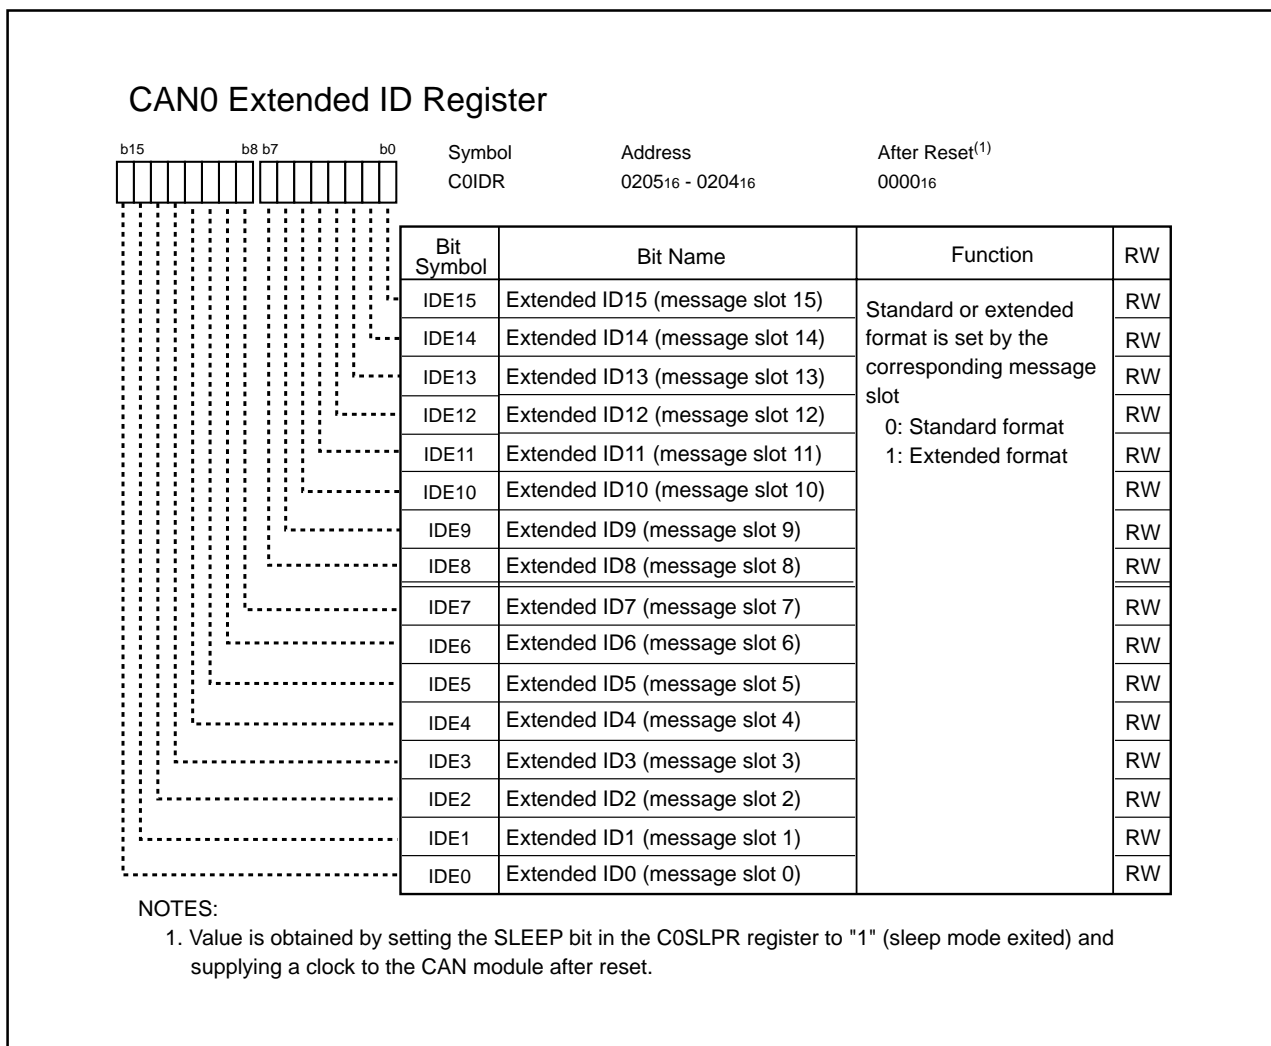 CAN0 Extended ID Register
b15 b8 b7 b0
Symbol Address After Reset(1)
C0IDR 020516 - 020416 000016
Bit Symbol Bit Name Function RW
IDE15 Extended ID15 (message slot 15) RW
IDE14 Extended ID14 (message slot 14) RW
IDE13 Extended ID13 (message slot 13) RW
IDE12 Extended ID12 (message slot 12) RW
IDE11 Extended ID11 (message slot 11) RW
IDE10 Extended ID10 (message slot 10) RW
IDE9 Extended ID9 (message slot 9) RW
IDE8 Extended ID8 (message slot 8) RW
IDE7 Extended ID7 (message slot 7) RW
IDE6 Extended ID6 (message slot 6) RW
IDE5 Extended ID5 (message slot 5) RW
IDE4 Extended ID4 (message slot 4) RW
IDE3 Extended ID3 (message slot 3) RW
IDE2 Extended ID2 (message slot 2) RW
IDE1 Extended ID1 (message slot 1) RW
IDE0 Extended ID0 (message slot 0) RW
Standard or extended
format is set by the
corresponding message
slot
0: Standard format
1: Extended format
NOTES:
1. Value is obtained by setting the SLEEP bit in the C0SLPR register to "1" (sleep mode exited) and
supplying a clock to the CAN module after reset.